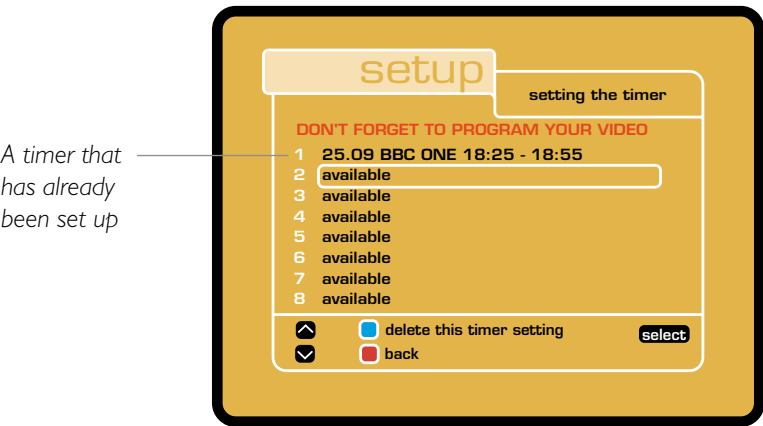 setup
setting the timer
DON'T FORGET TO PROGRAM YOUR VIDEO
1 25.09 BBC ONE 18:25 - 18:55
2 available
3 available
4 available
5 available
6 available
7 available
8 available
delete this timer setting
select
back
A timer that
has already
been set up